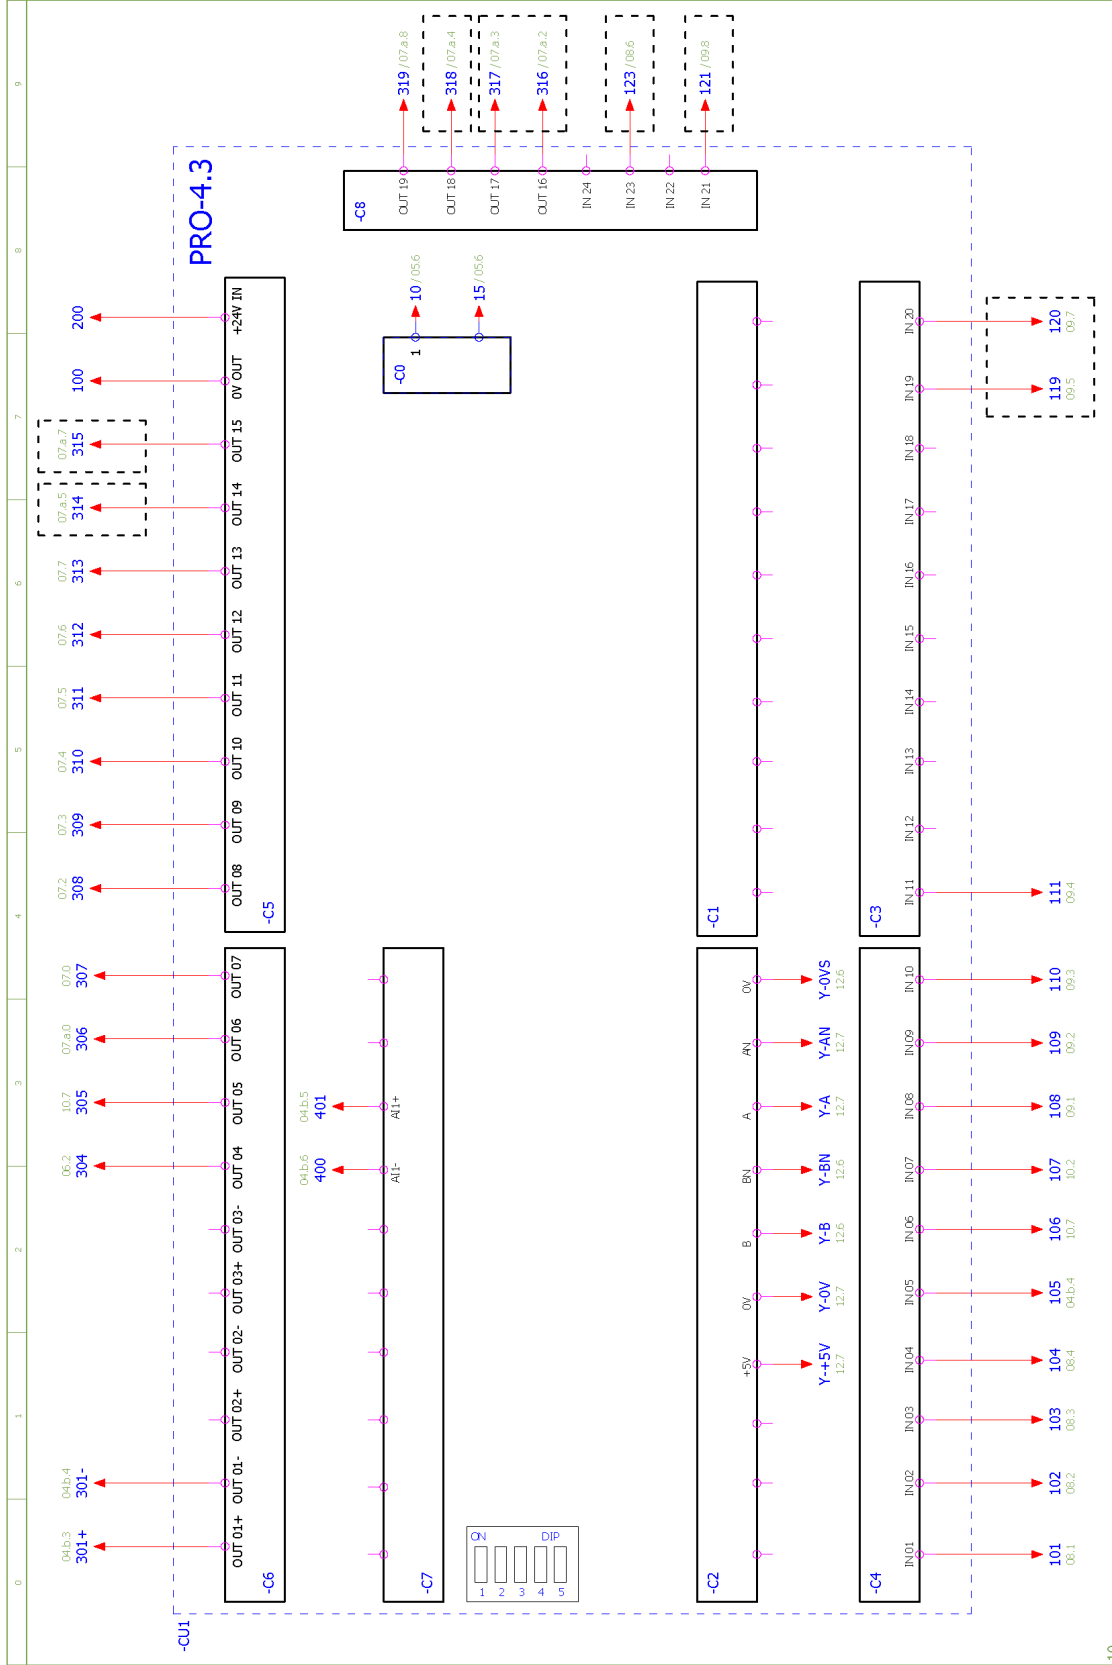 0 1 2 3 4 5 6 7 8 9
-CU1
PRO-4.3
04.b.3 04.b.4 06.2 10.7 07.a.0 07.0 07.2 07.3 07.4 07.5 07.6 07.7 07.a.5 07.a.7
301+ 301- 304 305 306 307 308 309 310 311 312 313 314 315 100 200
OUT 01+ OUT 01- OUT 02+ OUT 02- OUT 03+ OUT 03- OUT 04 OUT 05 OUT 06 OUT 07
-C6
OUT 08 OUT 09 OUT 10 OUT 11 OUT 12 OUT 13 OUT 14 OUT 15 0V OUT +24V IN
-C5
04.b.6 04.b.5
400 401
AI1- AI1+
-C7
1
-C0
10 / 05.6
15 / 05.6
-C8
OUT 19 319 / 07.a.8
OUT 18 318 / 07.a.4
OUT 17 317 / 07.a.3
OUT 16 316 / 07.a.2
IN 24
IN 23 123 / 08.6
IN 22
IN 21 121 / 09.8
ON DIP
1 2 3 4 5
-C2
+5V 0V B BN A AN 0V
Y-+5V Y-0V Y-B Y-BN Y-A Y-AN Y-0VS
12.7 12.7 12.6 12.6 12.7 12.7 12.6
-C1
-C4
IN 01 IN 02 IN 03 IN 04 IN 05 IN 06 IN 07 IN 08 IN 09 IN 10
-C3
IN 11 IN 12 IN 13 IN 14 IN 15 IN 16 IN 17 IN 18 IN 19 IN 20
101 102 103 104 105 106 107 108 109 110 111 119 120
08.1 08.2 08.3 08.4 04.b.4 10.7 10.2 09.1 09.2 09.3 09.4 09.5 09.7